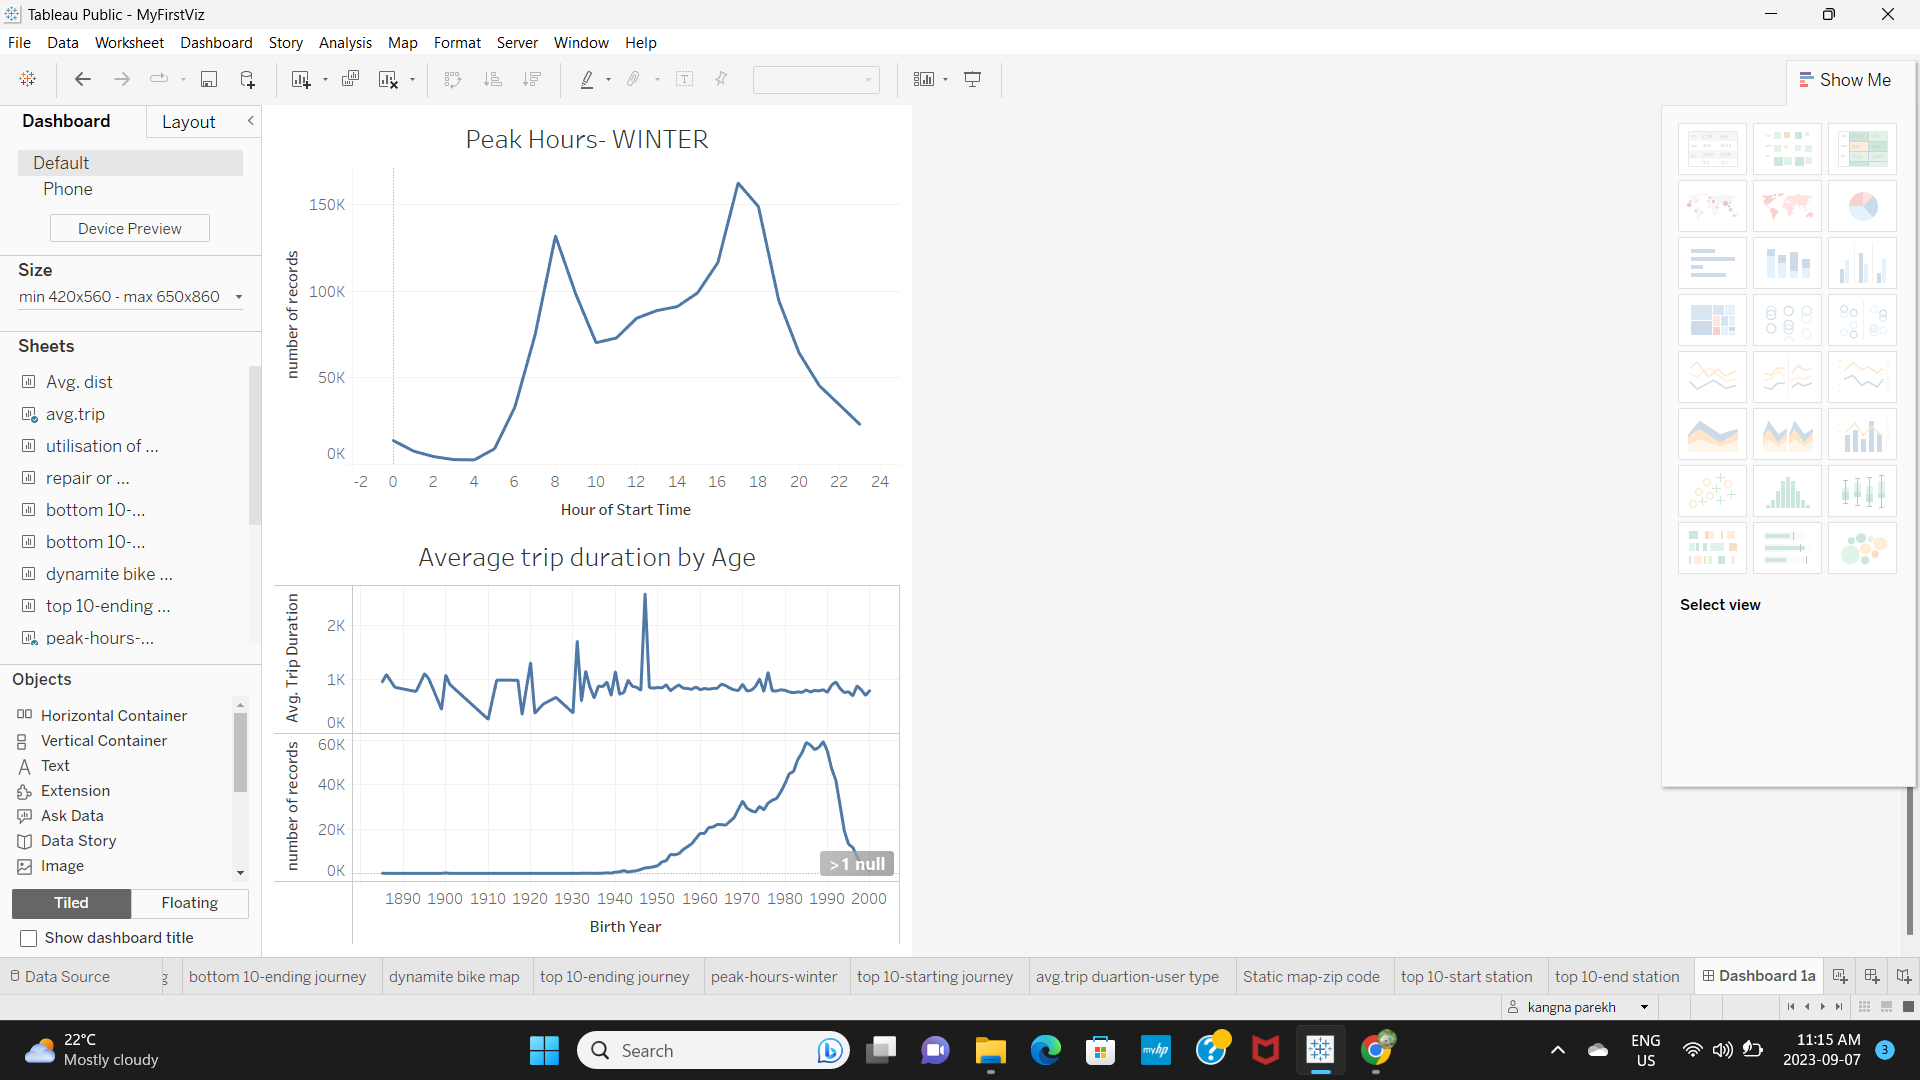 Tableau Public - MyFirstViz
File Data Worksheet Dashboard Story Analysis Map Format Server Window Help
Show Me
Dashboard Layout
Default
Phone
Device Preview
Size
min 420x560 - max 650x860
Sheets
Avg. dist
avg.trip
utilisation of ...
repair or ...
bottom 10-...
bottom 10-...
dynamite bike ...
top 10-ending ...
peak-hours-...
Objects
Horizontal Container
Vertical Container
Text
Extension
Ask Data
Data Story
Image
Tiled Floating
Show dashboard title
Peak Hours- WINTER
number of records
150K
100K
50K
0K
-2 0 2 4 6 8 10 12 14 16 18 20 22 24
Hour of Start Time
Average trip duration by Age
Avg. Trip Duration
2K
1K
0K
number of records
60K
40K
20K
0K
>1 null
1890 1900 1910 1920 1930 1940 1950 1960 1970 1980 1990 2000
Birth Year
Select view
Data Source bottom 10-ending journey dynamite bike map top 10-ending journey peak-hours-winter top 10-starting journey avg.trip duartion-user type Static map-zip code top 10-start station top 10-end station Dashboard 1a
kangna parekh
22°C
Mostly cloudy
Search
myhp
ENG
US
11:15 AM
2023-09-07
3